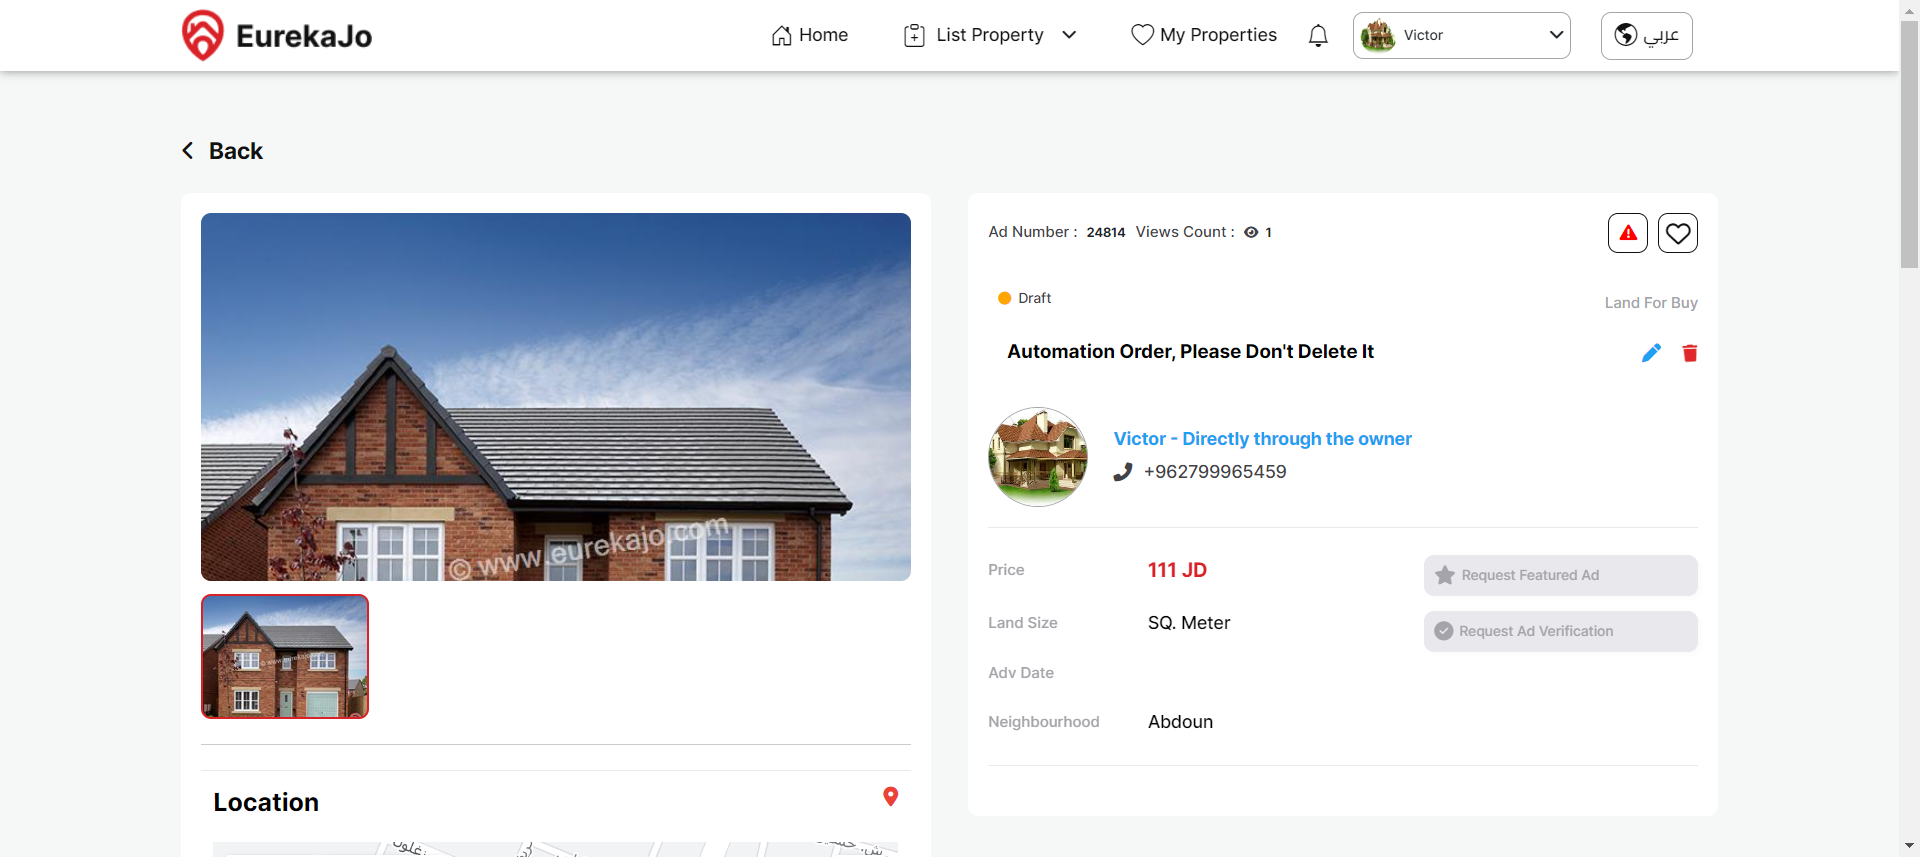 EurekaJo
Home
List Property
My Properties
Victor
عربي
Back
© www.eurekajo.com
Location
Ad Number : 24814 Views Count : 1
Draft
Land For Buy
Automation Order, Please Don't Delete It
Victor - Directly through the owner
+962799965459
Price 111 JD
Request Featured Ad
Land Size SQ. Meter
Request Ad Verification
Adv Date
Neighbourhood Abdoun